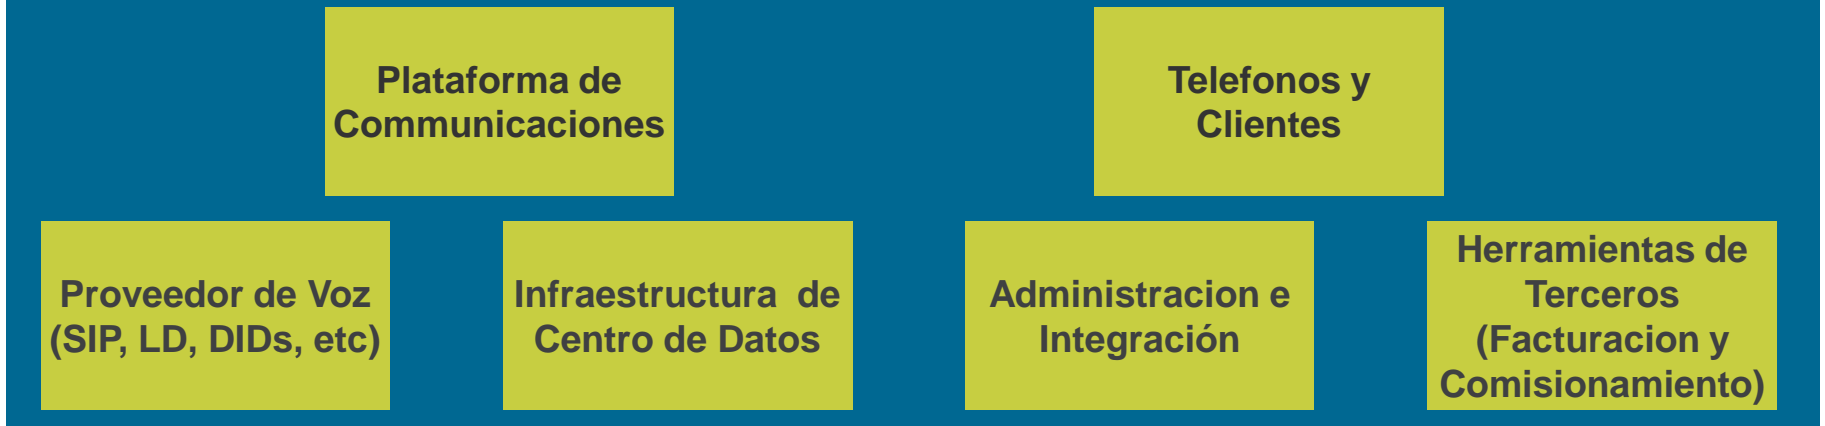 Plataforma de
Communicaciones
Telefonos y
Clientes
Proveedor de Voz
(SIP, LD, DIDs, etc)
Infraestructura  de
Centro de Datos
Administracion e
Integración
Herramientas de
Terceros
(Facturacion y
Comisionamiento)